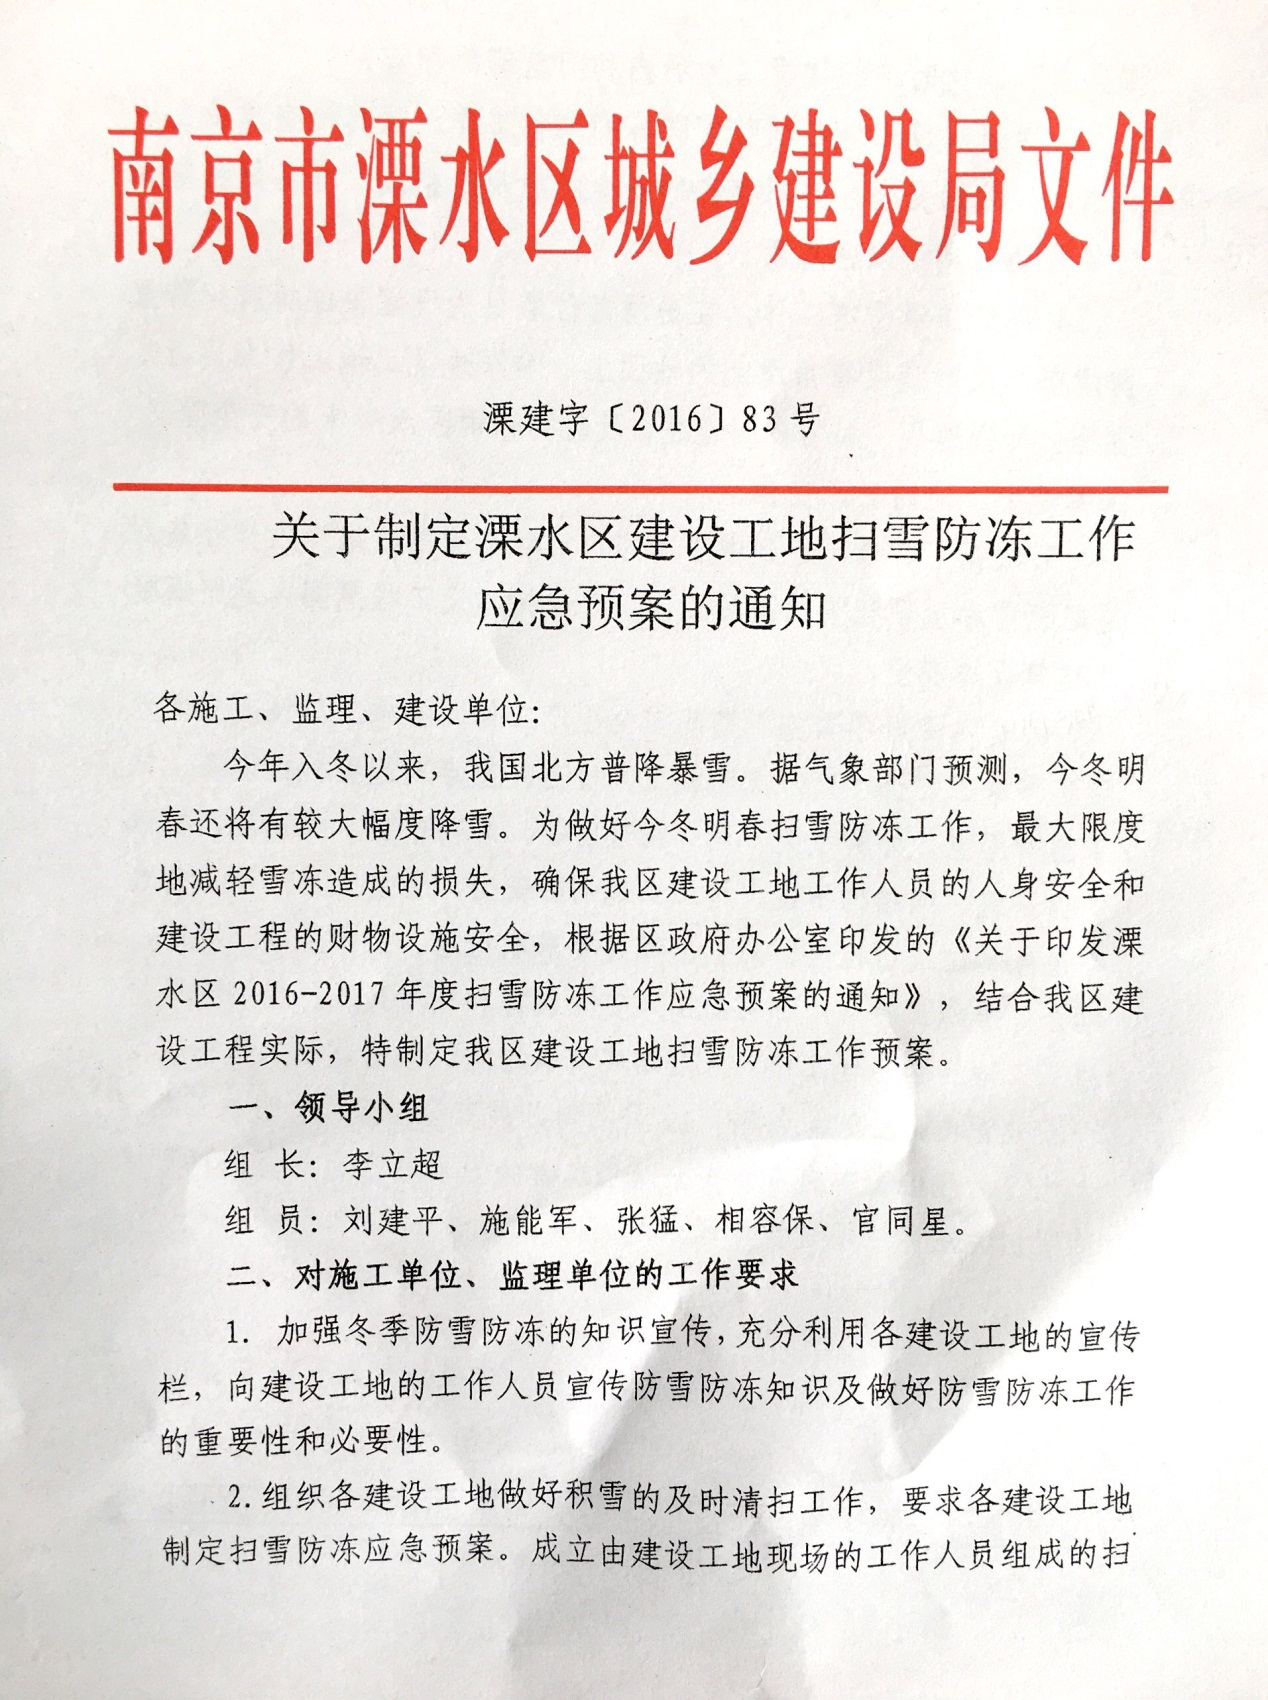 南京市溧水区城乡建设局文件
溧建字〔2016〕83号
关于制定溧水区建设工地扫雪防冻工作
应急预案的通知
各施工、监理、建设单位:
今年入冬以来，我国北方普降暴雪。据气象部门预测，今冬明
春还将有较大幅度降雪。为做好今冬明春扫雪防冻工作，最大限度
地减轻雪冻造成的损失，确保我区建设工地工作人员的人身安全和
建设工程的财物设施安全，根据区政府办公室印发的《关于印发溧
水区2016-2017年度扫雪防冻工作应急预案的通知》，结合我区建
设工程实际，特制定我区建设工地扫雪防冻工作预案。
一、领导小组
组 长：李立超
组 员：刘建平、施能军、张猛、相容保、官同星。
二、对施工单位、监理单位的工作要求
1. 加强冬季防雪防冻的知识宣传，充分利用各建设工地的宣传
栏，向建设工地的工作人员宣传防雪防冻知识及做好防雪防冻工作
的重要性和必要性。
2.组织各建设工地做好积雪的及时清扫工作，要求各建设工地
制定扫雪防冻应急预案。成立由建设工地现场的工作人员组成的扫